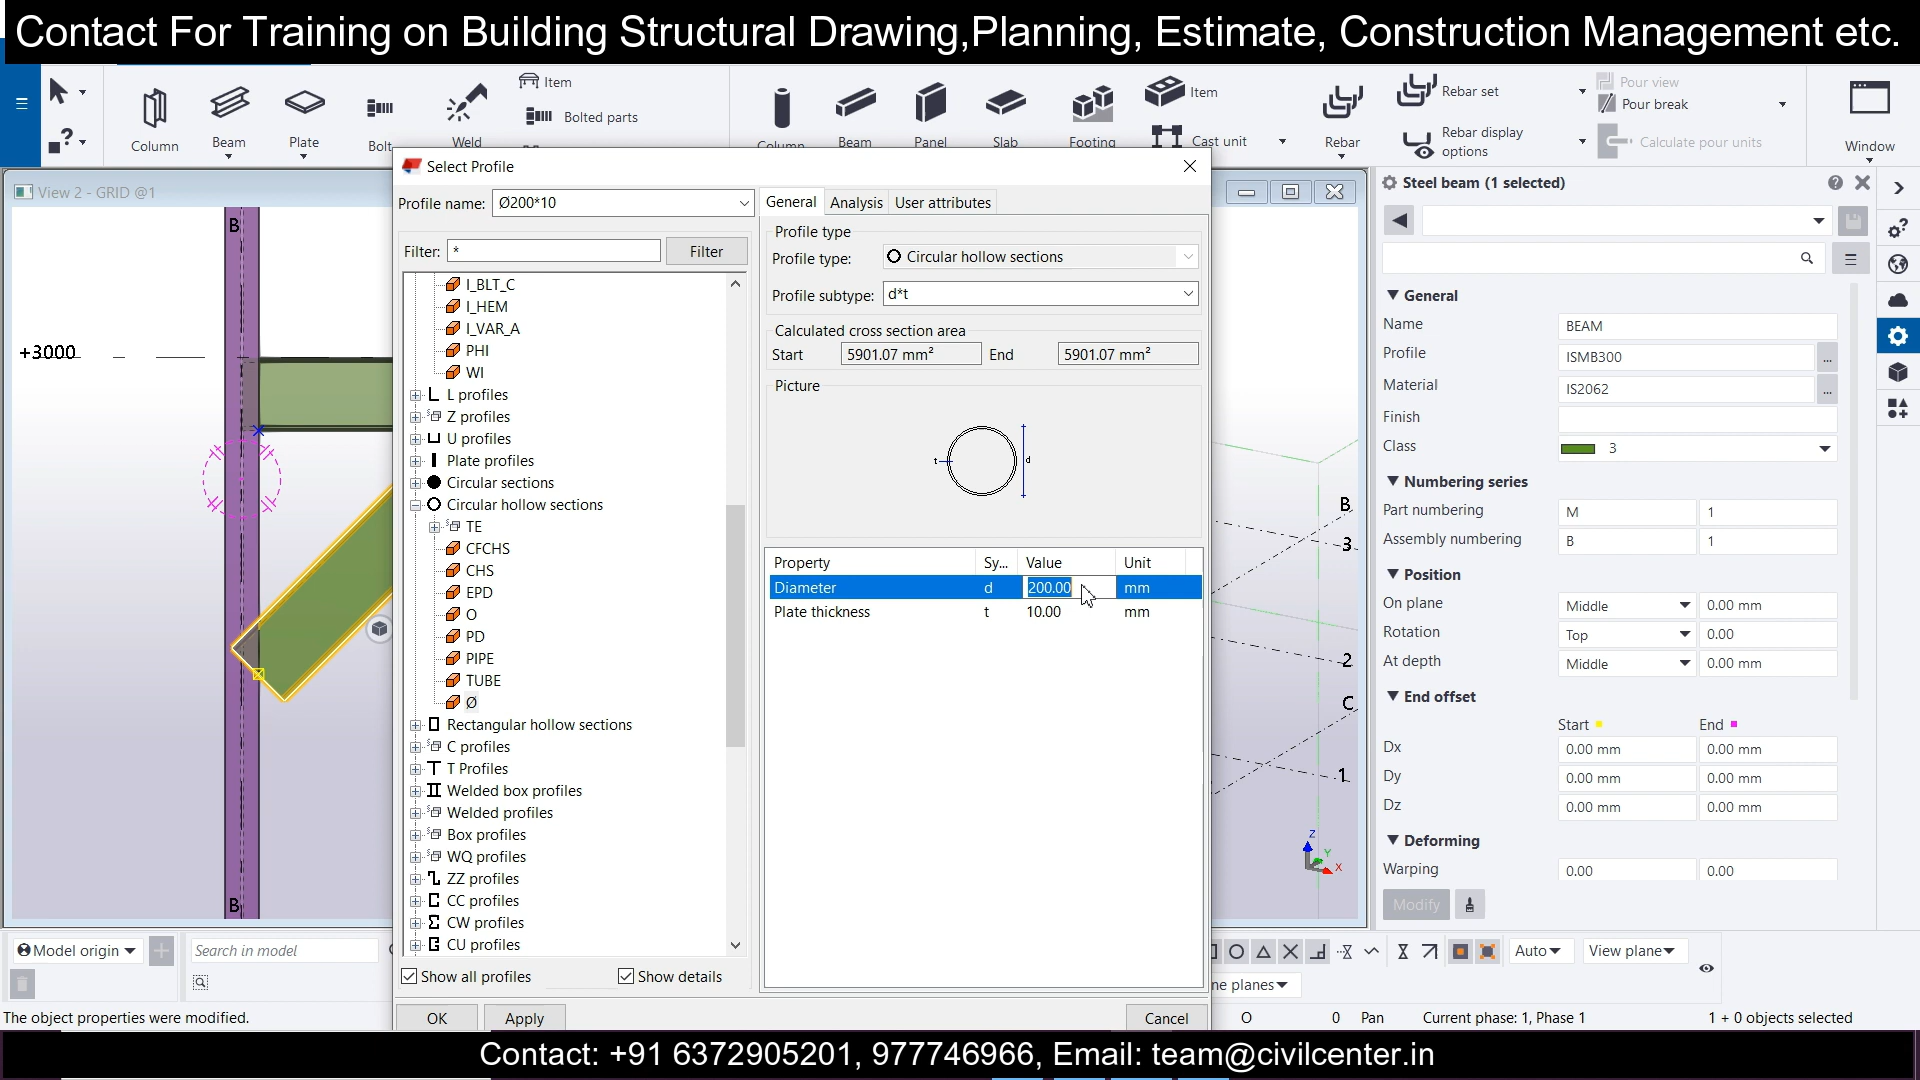 Contact For Training on Building Structural Drawing,Planning, Estimate, Construction Management etc.
Column
Beam
Plate
Bolt
Weld
Item
Bolted parts
Column
Beam
Panel
Slab
Footing
Item
Cast unit
Rebar
Rebar set
Rebar display options
Pour view
Pour break
Calculate pour units
Window
View 2 - GRID @1
B
+3000
B
Select Profile
Profile name: Ø200*10
Filter: * Filter
I_BLT_C
I_HEM
I_VAR_A
PHI
WI
L profiles
Z profiles
U profiles
Plate profiles
Circular sections
Circular hollow sections
TE
CFCHS
CHS
EPD
O
PD
PIPE
TUBE
Ø
Rectangular hollow sections
C profiles
T Profiles
Welded box profiles
Welded profiles
Box profiles
WQ profiles
ZZ profiles
CC profiles
CW profiles
CU profiles
Show all profiles Show details
OK Apply Cancel
General Analysis User attributes
Profile type
Profile type: Circular hollow sections
Profile subtype: d*t
Calculated cross section area
Start 5901.07 mm² End 5901.07 mm²
Picture
t d
Property Sy... Value Unit
Diameter d 200.00 mm
Plate thickness t 10.00 mm
B
3
2
C
1
Z
Y
X
Steel beam (1 selected)
General
Name BEAM
Profile ISMB300 ...
Material IS2062 ...
Finish
Class 3
Numbering series
Part numbering M 1
Assembly numbering B 1
Position
On plane Middle 0.00 mm
Rotation Top 0.00
At depth Middle 0.00 mm
End offset
Start End
Dx 0.00 mm 0.00 mm
Dy 0.00 mm 0.00 mm
Dz 0.00 mm 0.00 mm
Deforming
Warping 0.00 0.00
Modify
Model origin Search in model
Auto View plane
ne planes
The object properties were modified.
O 0 Pan Current phase: 1, Phase 1 1 + 0 objects selected
Contact: +91 6372905201, 977746966, Email: team@civilcenter.in